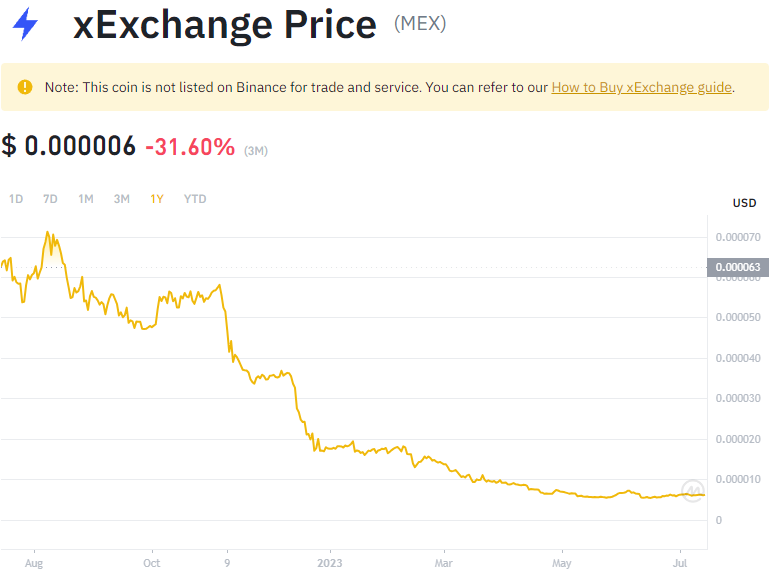 xExchange Price (MEX)
Note: This coin is not listed on Binance for trade and service. You can refer to our How to Buy xExchange guide.
$ 0.000006 -31.60% (3M)
1D 7D 1M 3M 1Y YTD
USD
0.000070
0.000063
0.000060
0.000050
0.000040
0.000030
0.000020
0.000010
0
Aug Oct 9 2023 Mar May Jul